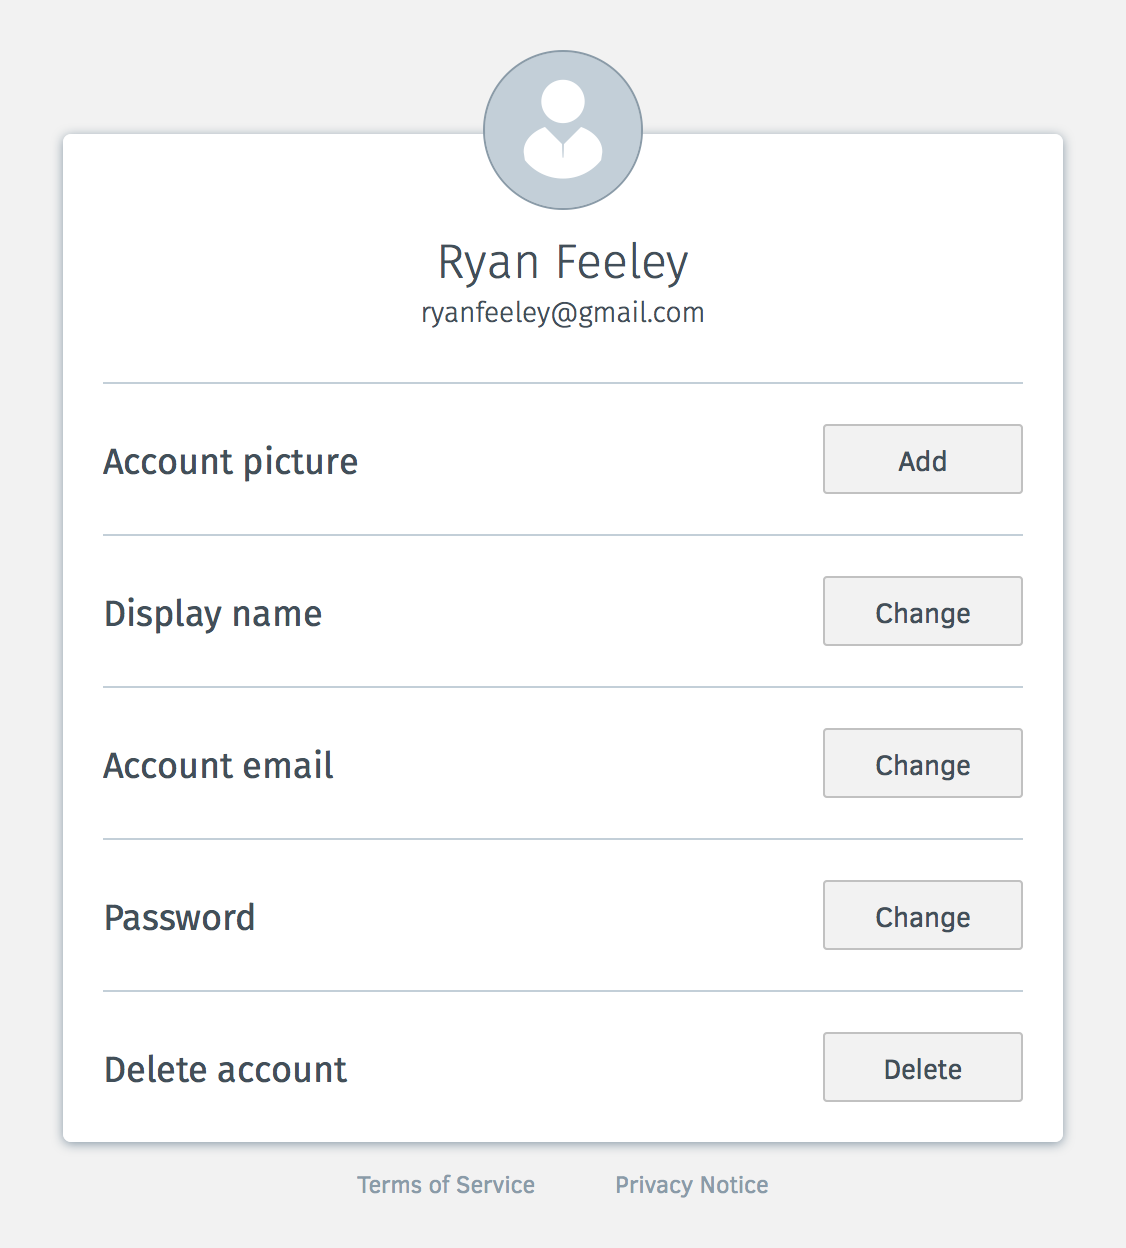 Ryan Feeley
ryanfeeley@gmail.com
Account picture
Add
Display name
Change
Account email
Change
Password
Change
Delete account
Delete
Terms of Service
Privacy Notice